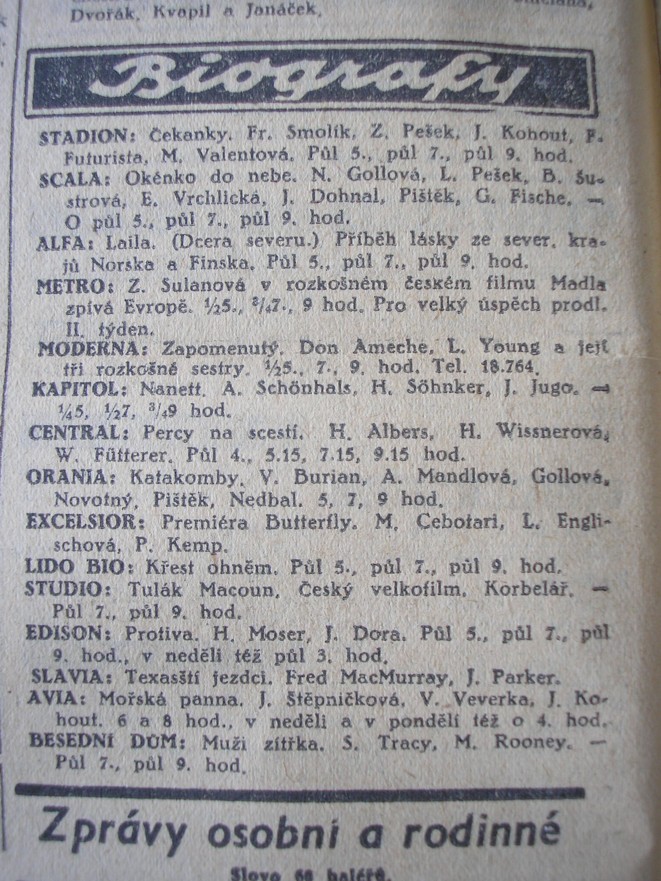 Dvořák, Kvapil a Janáček.
Biografy
STADION: Čekanky. Fr. Smolík, Z. Pešek, J. Kohout, F.
Futurista, M. Valentová. Půl 5., půl 7., půl 9. hod.
SCALA: Okénko do nebe. N. Gollová, L. Pešek, B. Šu-
strová, E. Vrchlická, J. Dohnal, Pištěk, G. Fische. —
O půl 5., půl 7., půl 9. hod.
ALFA: Laila. (Dcera severu.) Příběh lásky ze sever. kra-
jů Norska a Finska. Půl 5., půl 7., půl 9. hod.
METRO: Z. Sulanová v rozkošném českém filmu Madla
zpívá Evropě. ½5., ¾7., 9 hod. Pro velký úspěch prodl.
II. týden.
MODERNA: Zapomenutý. Don Ameche, L. Young a její
tři rozkošné sestry. ½5., 7., 9. hod. Tel. 18.764.
KAPITOL: Nanett. A. Schönhals, H. Söhnker, J. Jugo. —
¼5, ½7, ¾9 hod.
CENTRAL: Percy na scestí. H. Albers, H. Wissnerová,
W. Fütterer. Půl 4., 5.15, 7.15, 9.15 hod.
ORANIA: Katakomby. V. Burian, A. Mandlová, Gollová,
Novotný, Pištěk, Nedbal. 5, 7, 9 hod.
EXCELSIOR: Premiéra Butterfly. M. Cebotari, L. Engli-
schová, P. Kemp.
LIDO BIO: Křest ohněm. Půl 5., půl 7., půl 9. hod.
STUDIO: Tulák Macoun. Český velkofilm. Korbelář. —
Půl 7., půl 9. hod.
EDISON: Protiva. H. Moser, J. Dora. Půl 5., půl 7., půl
9. hod., v neděli též půl 3. hod.
SLAVIA: Texasští jezdci. Fred MacMurray, J. Parker.
AVIA: Mořská panna. J. Štěpničková, V. Veverka, J. Ko-
hout. 6 a 8 hod., v neděli a v pondělí též o 4. hod.
BESEDNÍ DŮM: Muži zítřka. S. Tracy, M. Rooney. —
Půl 7., půl 9. hod.
Zprávy osobní a rodinné
Slovo 60 haléřů.